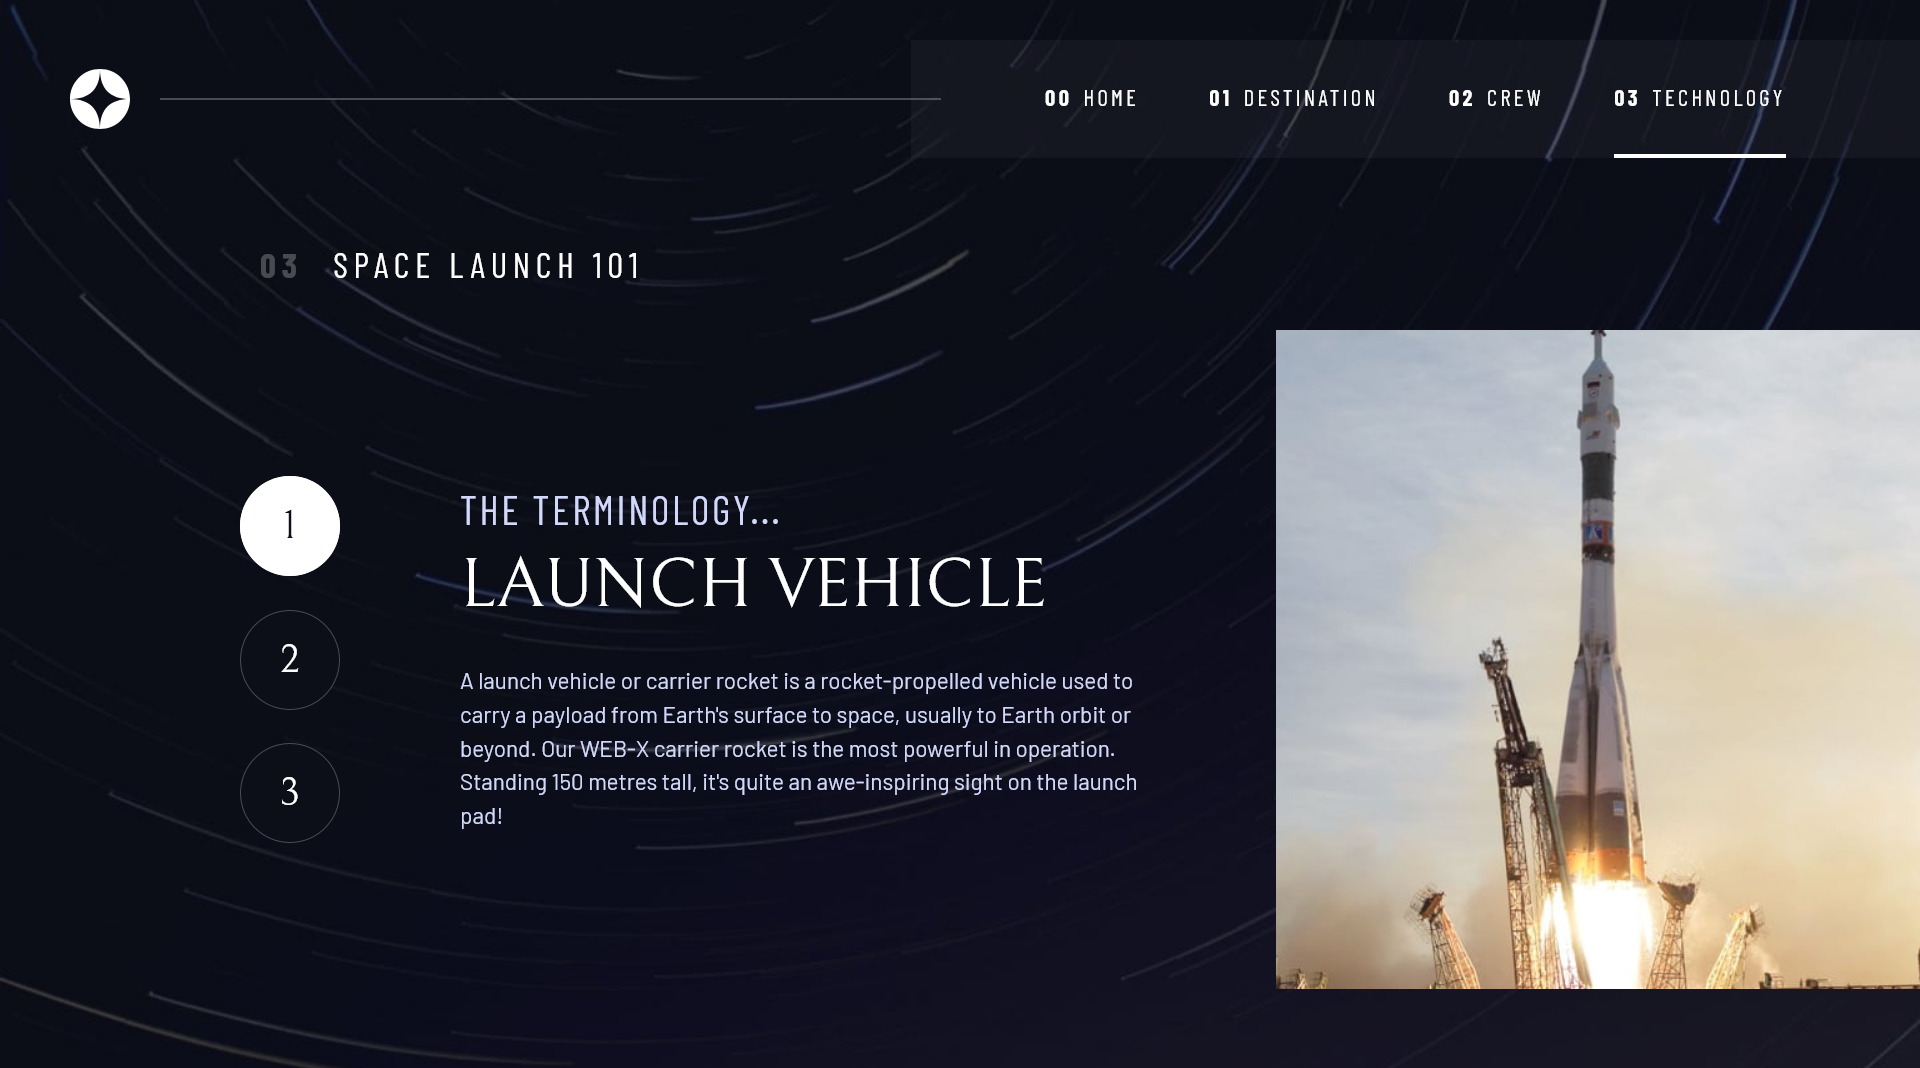 00 HOME 01 DESTINATION 02 CREW 03 TECHNOLOGY
03 SPACE LAUNCH 101
1
2
3
THE TERMINOLOGY...
LAUNCH VEHICLE
A launch vehicle or carrier rocket is a rocket-propelled vehicle used to
carry a payload from Earth's surface to space, usually to Earth orbit or
beyond. Our WEB-X carrier rocket is the most powerful in operation.
Standing 150 metres tall, it's quite an awe-inspiring sight on the launch
pad!